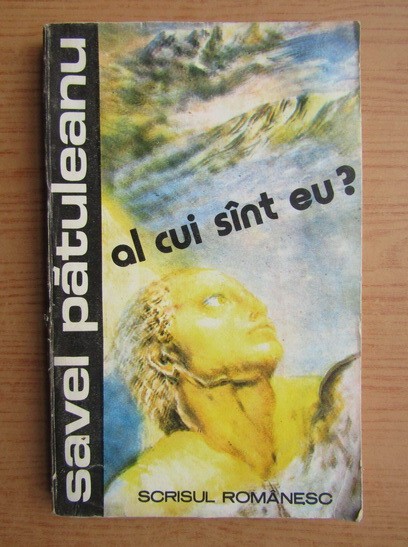 savel pătuleanu
al cui sînt eu?
SCRISUL ROMÂNESC